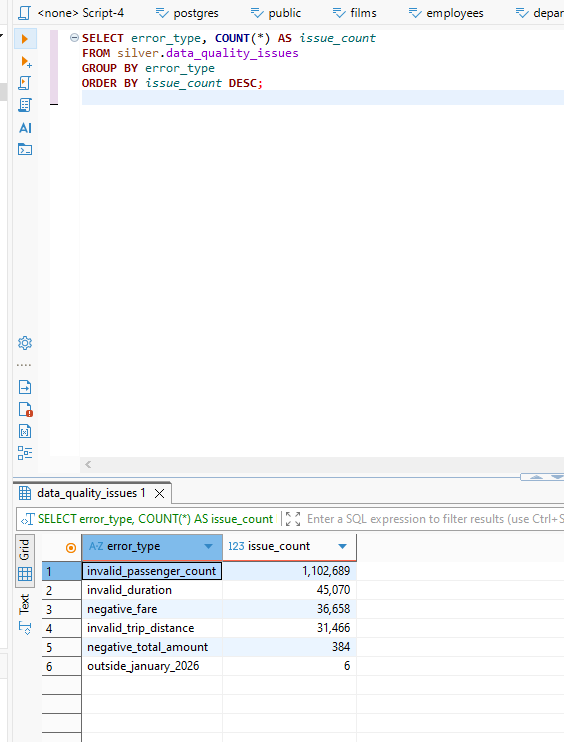 <none> Script-4 postgres public films employees depar
SELECT error_type, COUNT(*) AS issue_count
FROM silver.data_quality_issues
GROUP BY error_type
ORDER BY issue_count DESC;
AI
data_quality_issues 1
SELECT error_type, COUNT(*) AS issue_count Enter a SQL expression to filter results (use Ctrl+S
Grid
Text
A-Z error_type 123 issue_count
1 invalid_passenger_count 1,102,689
2 invalid_duration 45,070
3 negative_fare 36,658
4 invalid_trip_distance 31,466
5 negative_total_amount 384
6 outside_january_2026 6